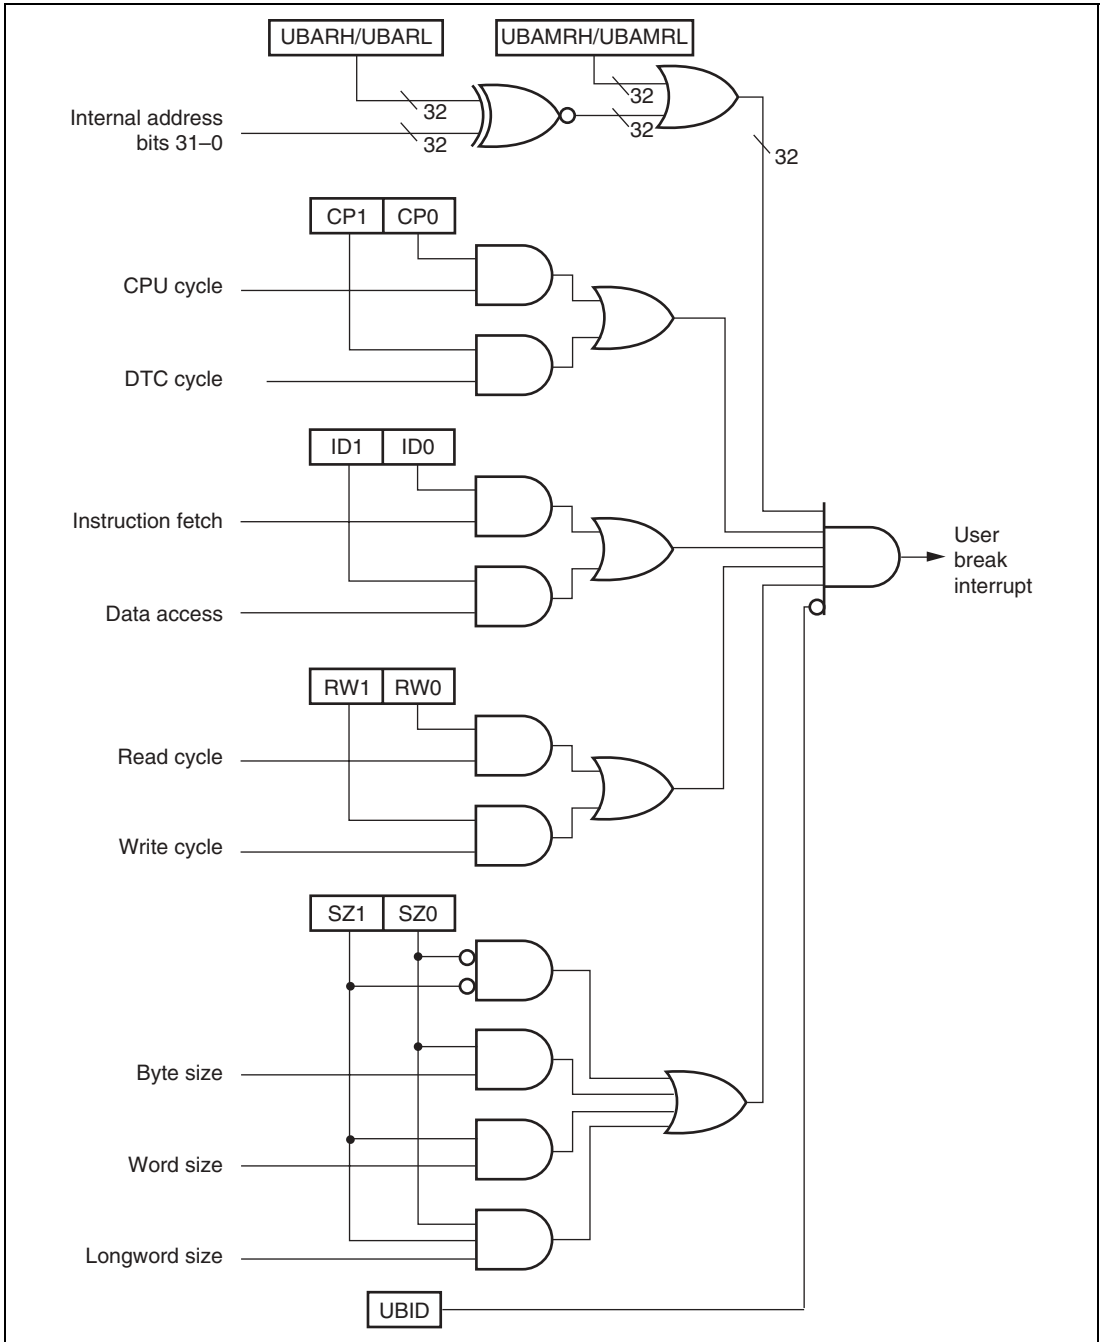 UBARH/UBARL
UBAMRH/UBAMRL
32
32
Internal address
bits 31–0
32
32
32
CP1 CP0
CPU cycle
DTC cycle
ID1 ID0
Instruction fetch
User
break
interrupt
Data access
RW1 RW0
Read cycle
Write cycle
SZ1 SZ0
Byte size
Word size
Longword size
UBID